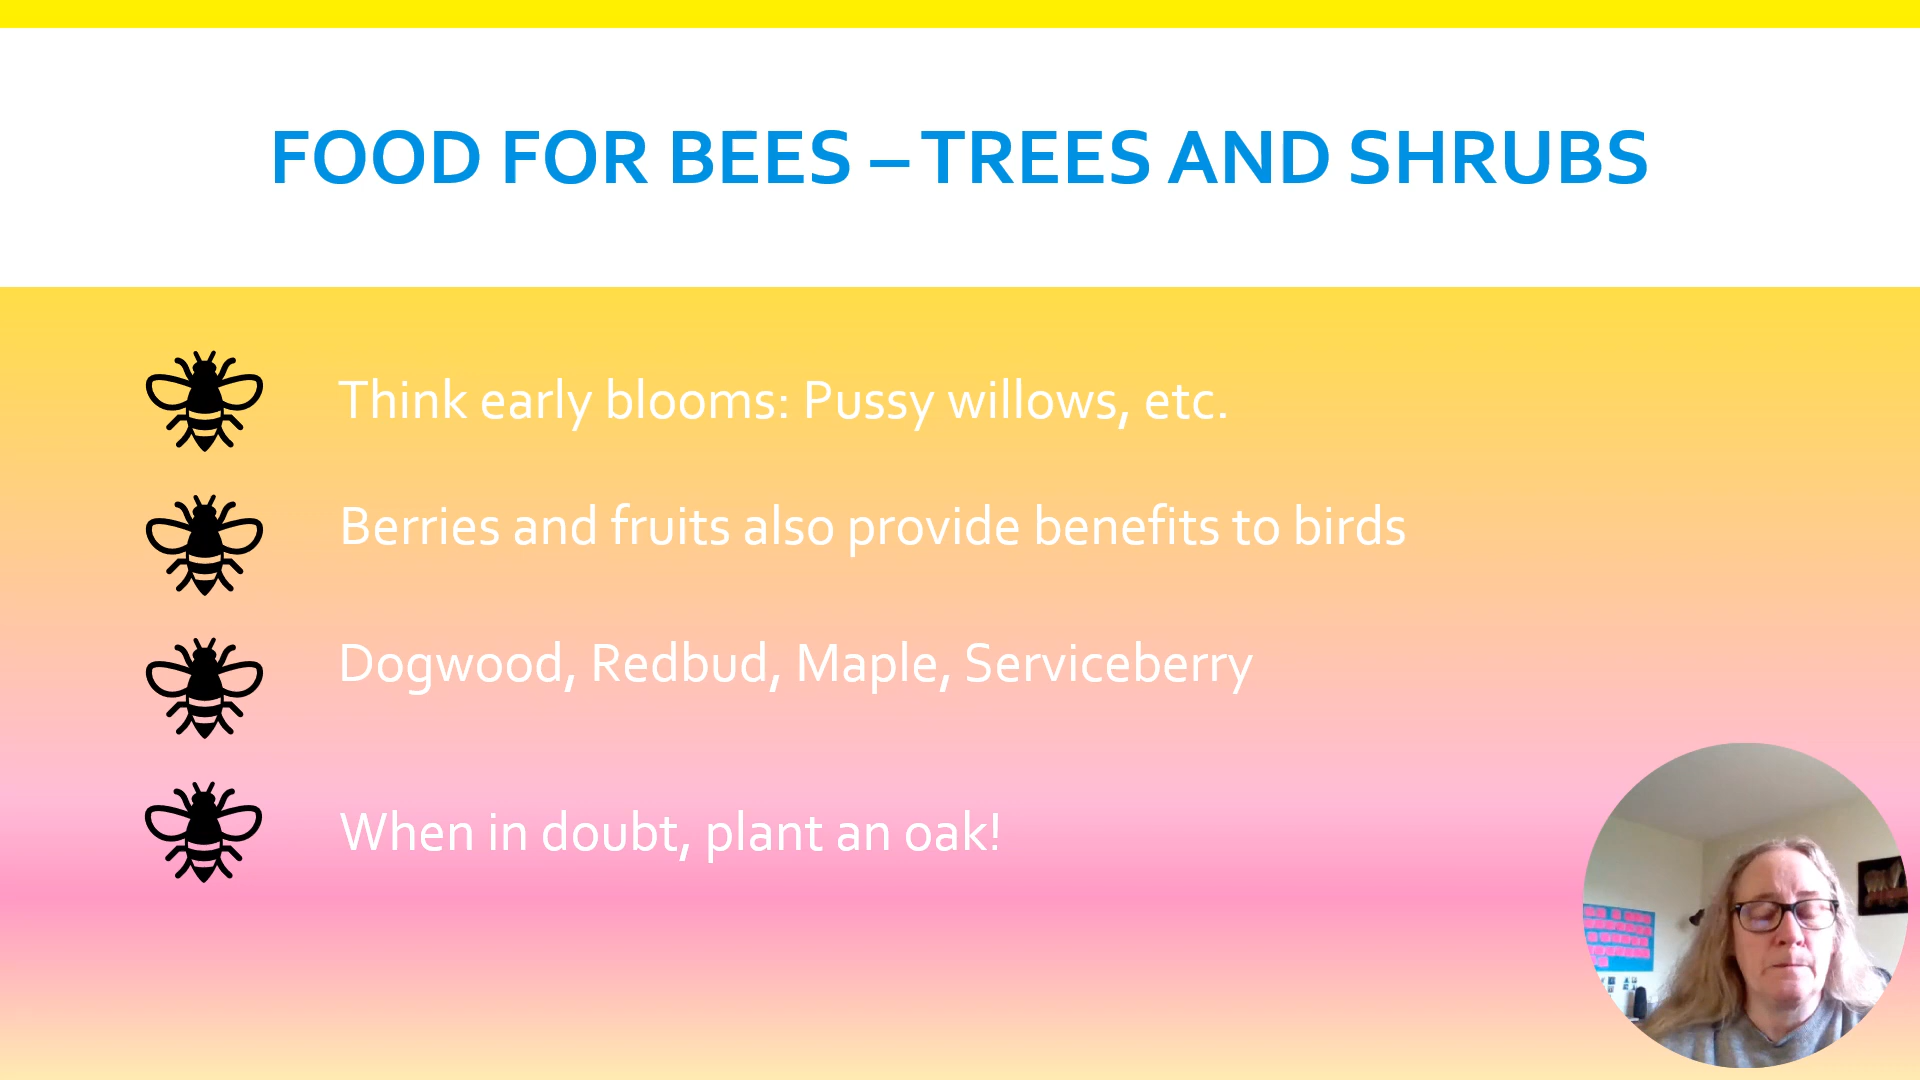 FOOD FOR BEES – TREES AND SHRUBS
Think early blooms: Pussy willows, etc.
Berries and fruits also provide benefits to birds
Dogwood, Redbud, Maple, Serviceberry
When in doubt, plant an oak!